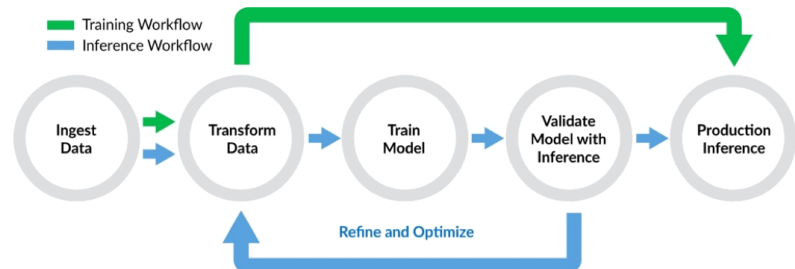 Training Workflow
Inference Workflow
Ingest
Data
Transform
Data
Train
Model
Validate
Model with
Inference
Production
Inference
Refine and Optimize